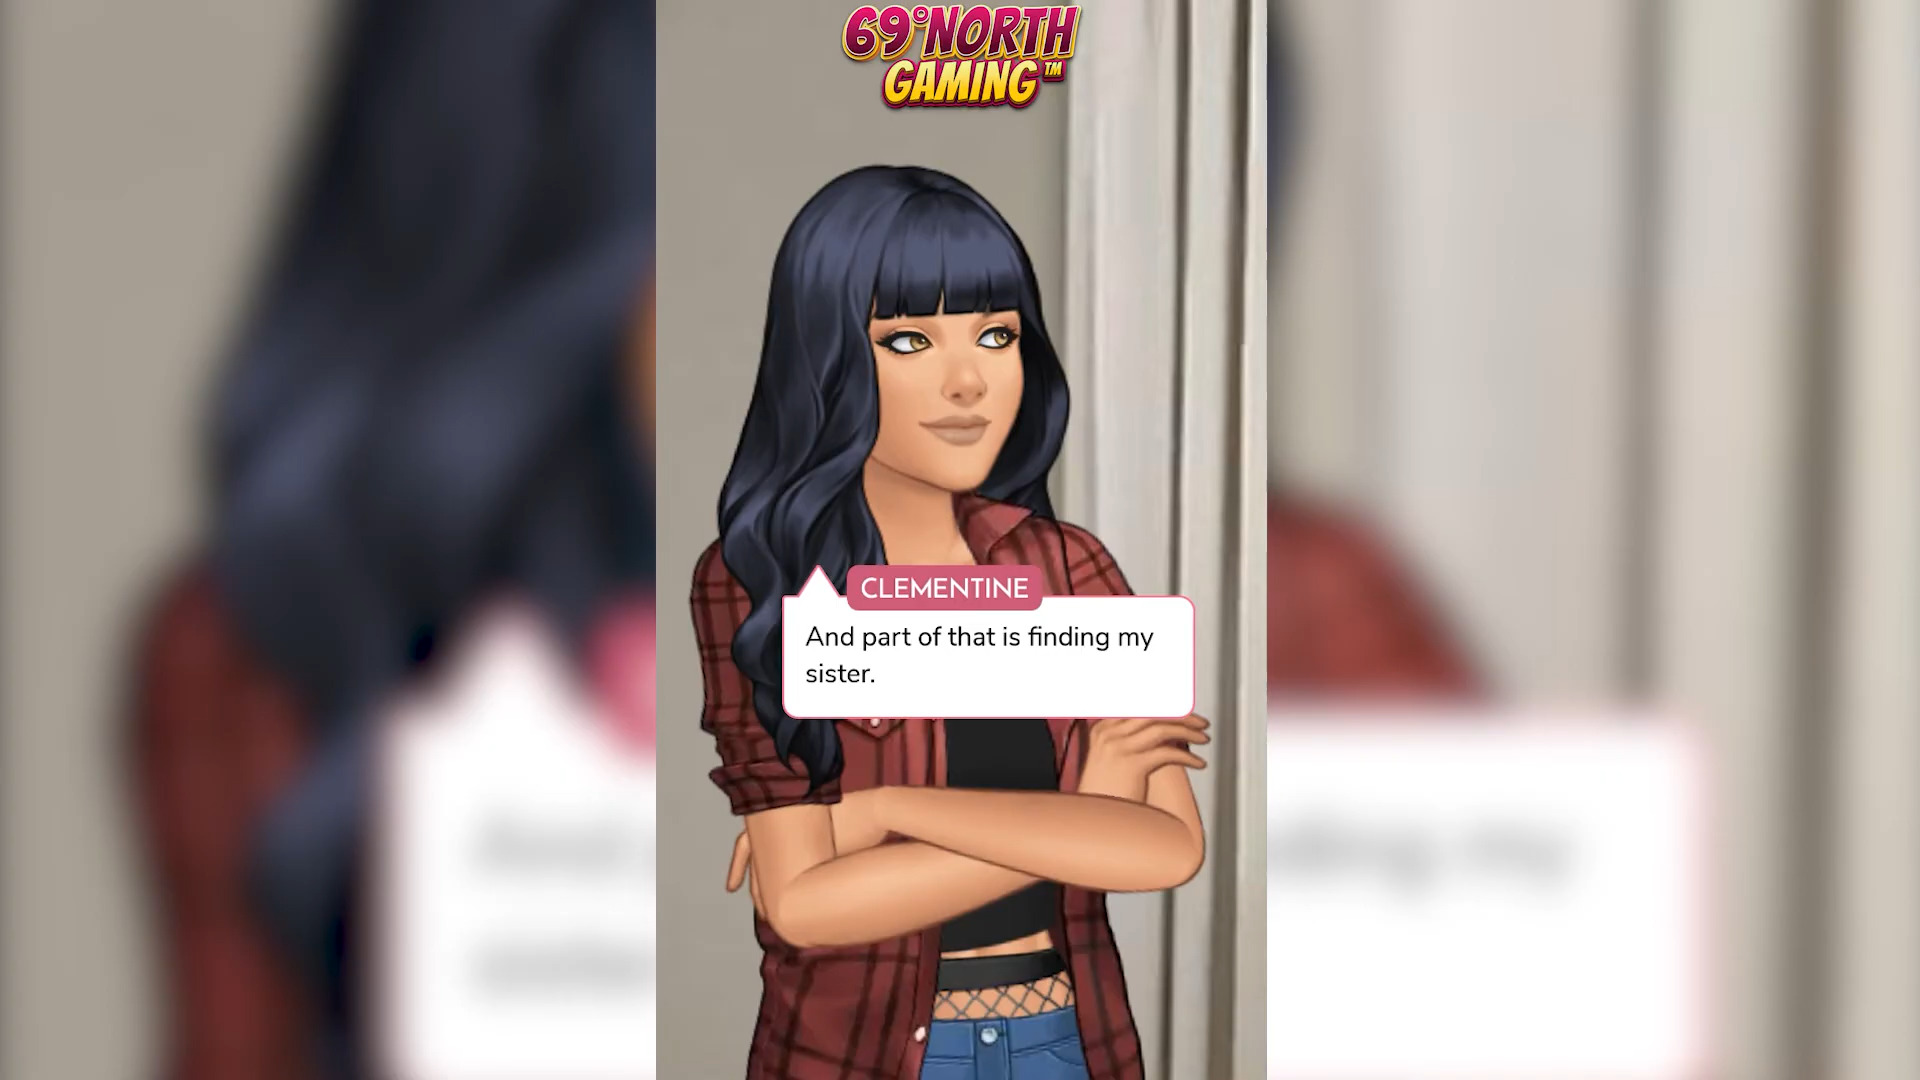 69°NORTH
GAMING™
CLEMENTINE
And part of that is finding my
sister.